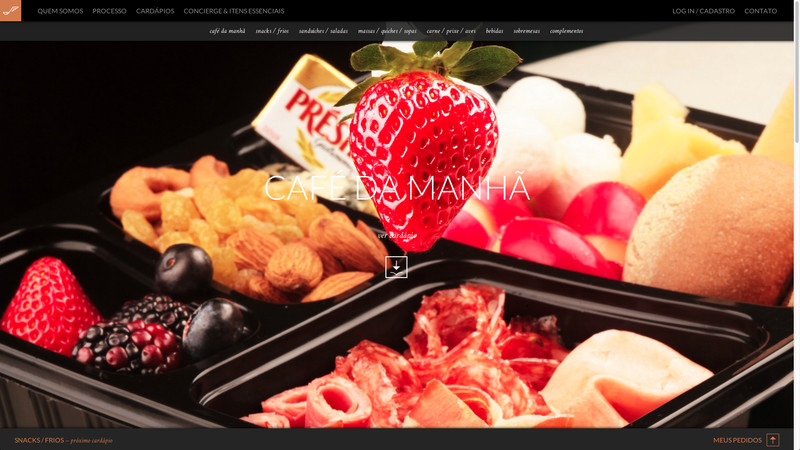 QUEM SOMOS PROCESSO CARDÁPIOS CONCIERGE & ITENS ESSENCIAIS LOG IN / CADASTRO CONTATO
café da manhã snacks / frios sanduíches / saladas massas / quiches / sopas carne / peixe / aves bebidas sobremesas complementos
PRÉSI
CAFÉ DA MANHÃ
ver cardápio
SNACKS / FRIOS – próximo cardápio MEUS PEDIDOS